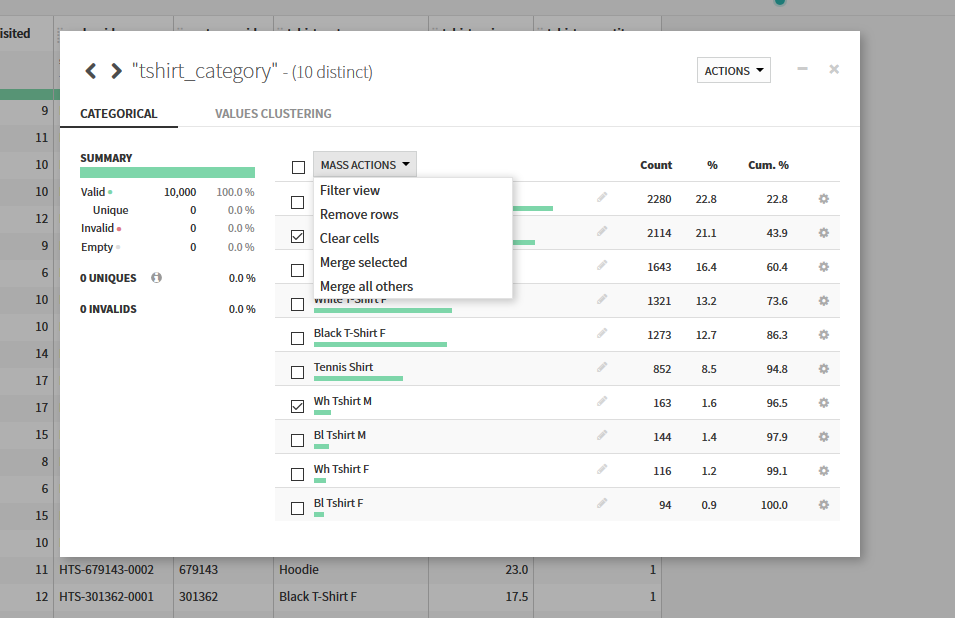 isited
"tshirt_category" - (10 distinct)
ACTIONS
CATEGORICAL VALUES CLUSTERING
SUMMARY
MASS ACTIONS Count % Cum. %
Valid 10,000 100.0 %
Unique 0 0.0 %
Invalid 0 0.0 %
Empty 0 0.0 %
0 UNIQUES 0.0 %
0 INVALIDS 0.0 %
Filter view
Remove rows
Clear cells
Merge selected
Merge all others
2280 22.8 22.8
2114 21.1 43.9
1643 16.4 60.4
White T-Shirt F 1321 13.2 73.6
Black T-Shirt F 1273 12.7 86.3
Tennis Shirt 852 8.5 94.8
Wh Tshirt M 163 1.6 96.5
Bl Tshirt M 144 1.4 97.9
Wh Tshirt F 116 1.2 99.1
Bl Tshirt F 94 0.9 100.0
9
11
10
10
12
9
6
10
10
14
17
17
15
8
6
15
10
11 HTS-679143-0002 679143 Hoodie 23.0 1
12 HTS-301362-0001 301362 Black T-Shirt F 17.5 1